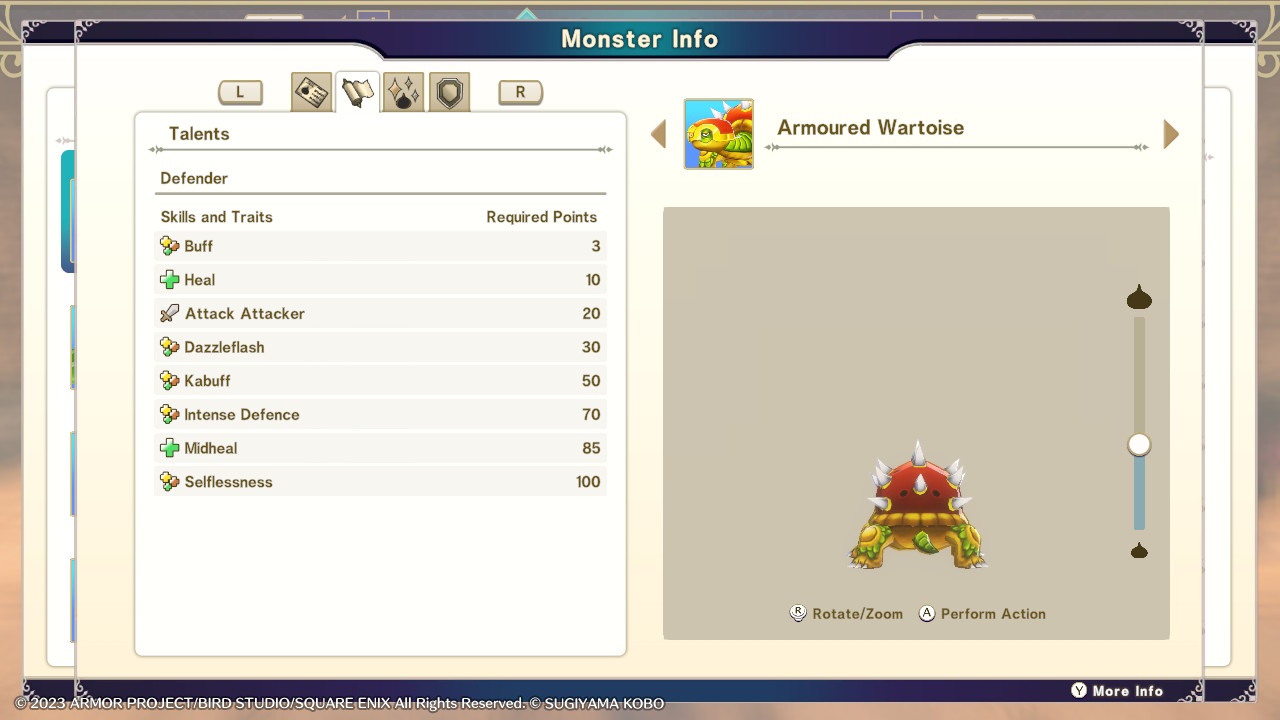 Monster Info
L
R
Talents
Defender
Skills and Traits Required Points
Buff 3
Heal 10
Attack Attacker 20
Dazzleflash 30
Kabuff 50
Intense Defence 70
Midheal 85
Selflessness 100
Armoured Wartoise
R Rotate/Zoom A Perform Action
Y More Info
© 2023 ARMOR PROJECT/BIRD STUDIO/SQUARE ENIX All Rights Reserved. © SUGIYAMA KOBO